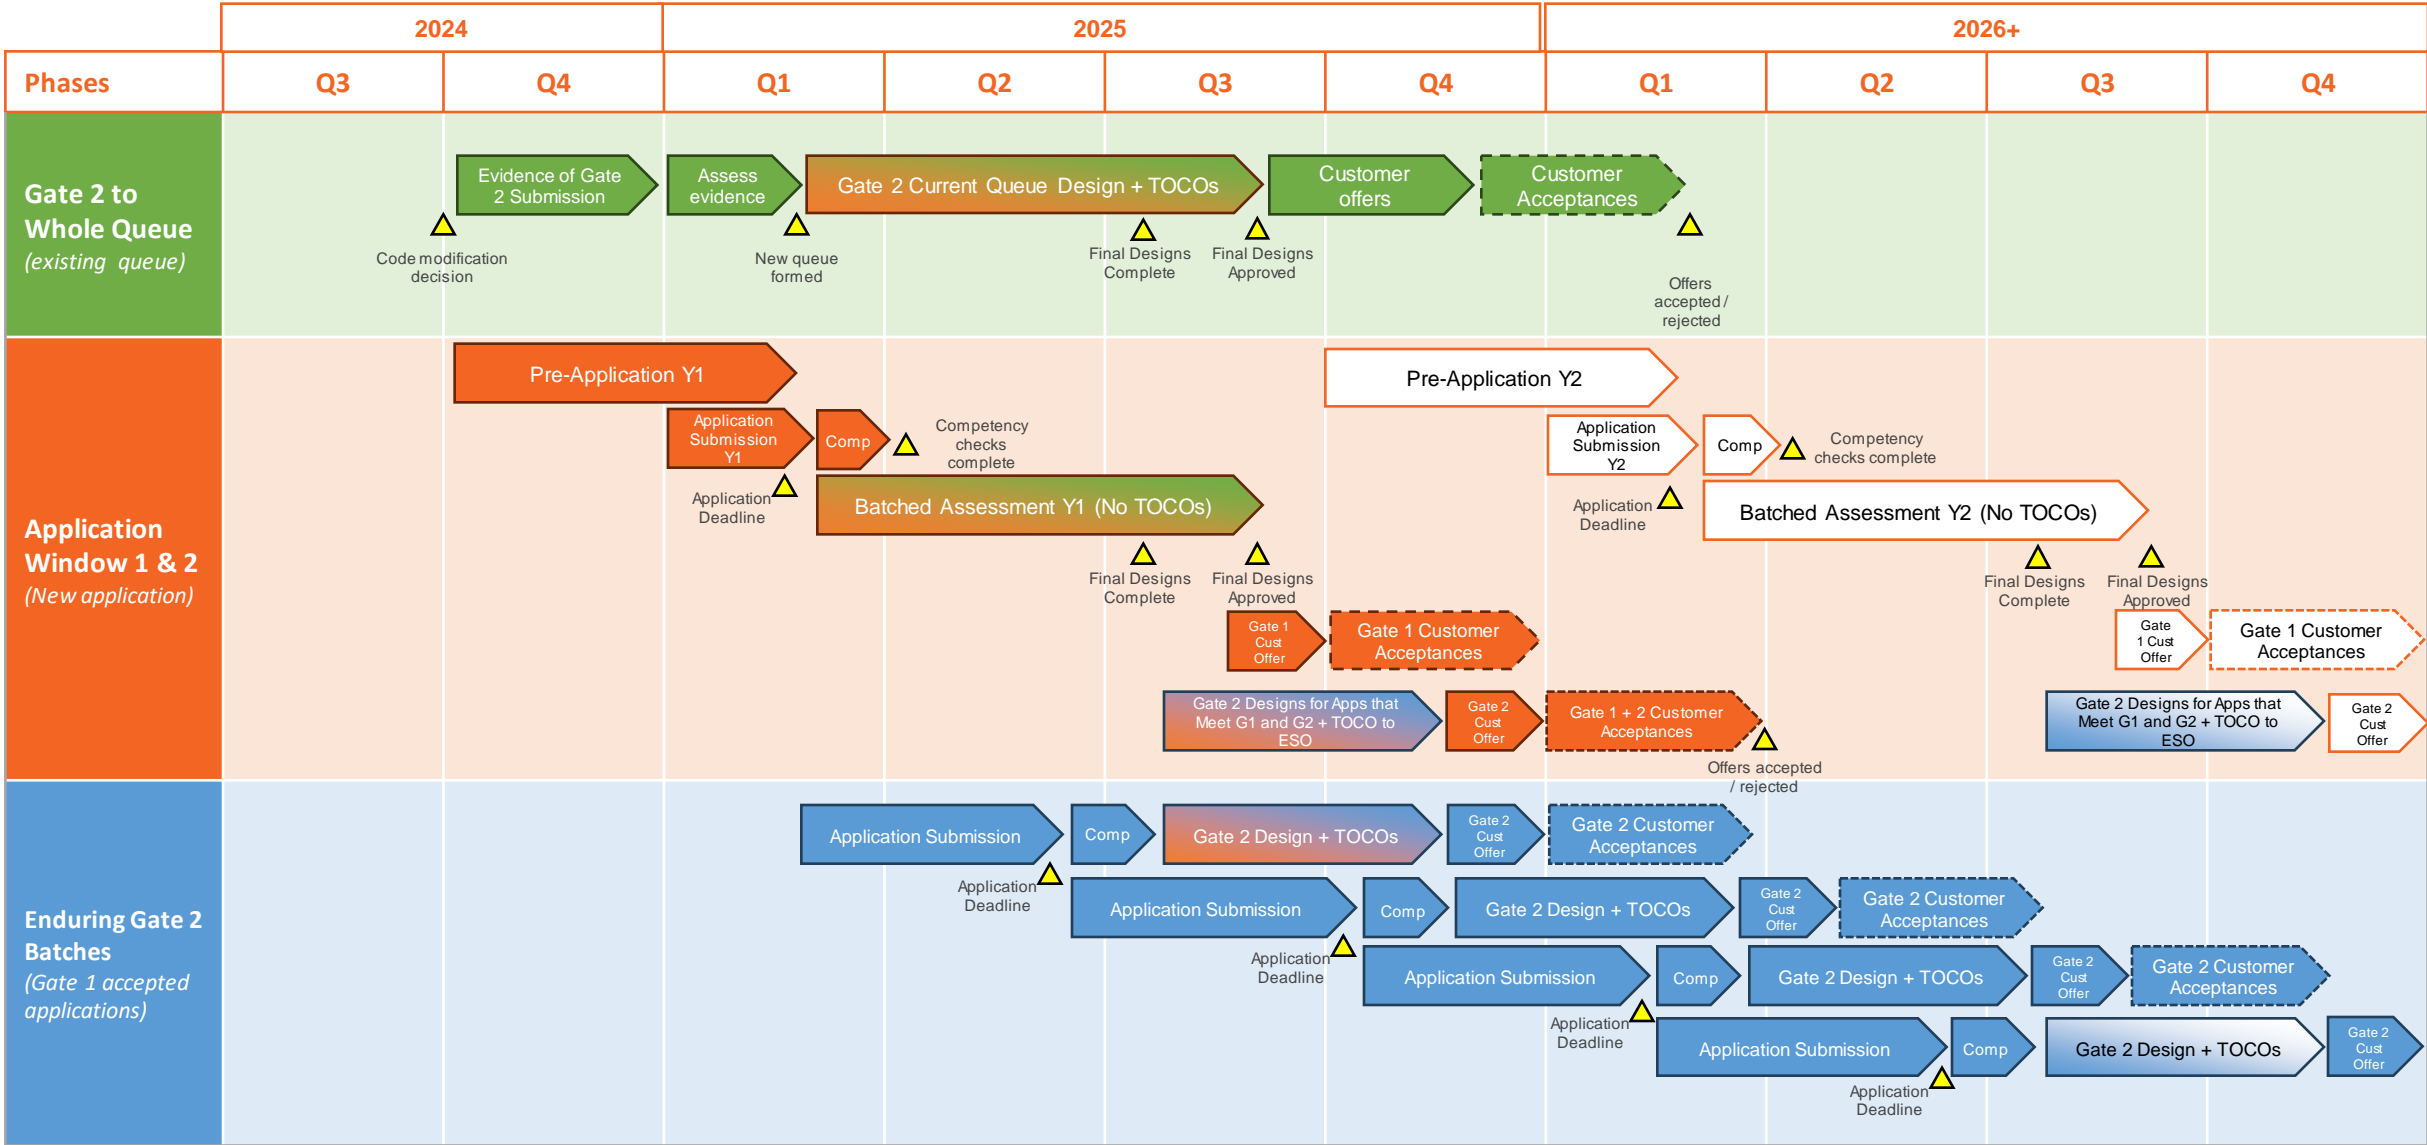 2024
2025
2026+
Phases
Q3
Q4
Q1
Q2
Q3
Q4
Q1
Q2
Q3
Q4
Gate 2 to
Whole Queue
(existing queue)
Evidence of Gate
2 Submission
Assess
evidence
Gate 2 Current Queue Design + TOCOs
Customer
offers
Customer
Acceptances
Code modification
decision
New queue
formed
Final Designs
Complete
Final Designs
Approved
Offers
accepted /
rejected
Application
Window 1 & 2
(New application)
Pre-Application Y1
Pre-Application Y2
Application
Submission
Y1
Comp
Competency
checks
complete
Application
Submission
Y2
Comp
Competency
checks complete
Application
Deadline
Batched Assessment Y1 (No TOCOs)
Application
Deadline
Batched Assessment Y2 (No TOCOs)
Final Designs
Complete
Final Designs
Approved
Final Designs
Complete
Final Designs
Approved
Gate 1
Cust
Offer
Gate 1 Customer
Acceptances
Gate
1 Cust
Offer
Gate 1 Customer
Acceptances
Gate 2 Designs for Apps that
Meet G1 and G2 + TOCO to
ESO
Gate 2
Cust
Offer
Gate 1 + 2 Customer
Acceptances
Gate 2 Designs for Apps that
Meet G1 and G2 + TOCO to
ESO
Gate 2
Cust
Offer
Offers accepted
/ rejected
Enduring Gate 2
Batches
(Gate 1 accepted
applications)
Application Submission
Comp
Gate 2 Design + TOCOs
Gate 2
Cust
Offer
Gate 2 Customer
Acceptances
Application
Deadline
Application Submission
Comp
Gate 2 Design + TOCOs
Gate 2
Cust
Offer
Gate 2 Customer
Acceptances
Application
Deadline
Application Submission
Comp
Gate 2 Design + TOCOs
Gate 2
Cust
Offer
Gate 2 Customer
Acceptances
Application
Deadline
Application Submission
Comp
Gate 2 Design + TOCOs
Gate 2
Cust
Offer
Application
Deadline